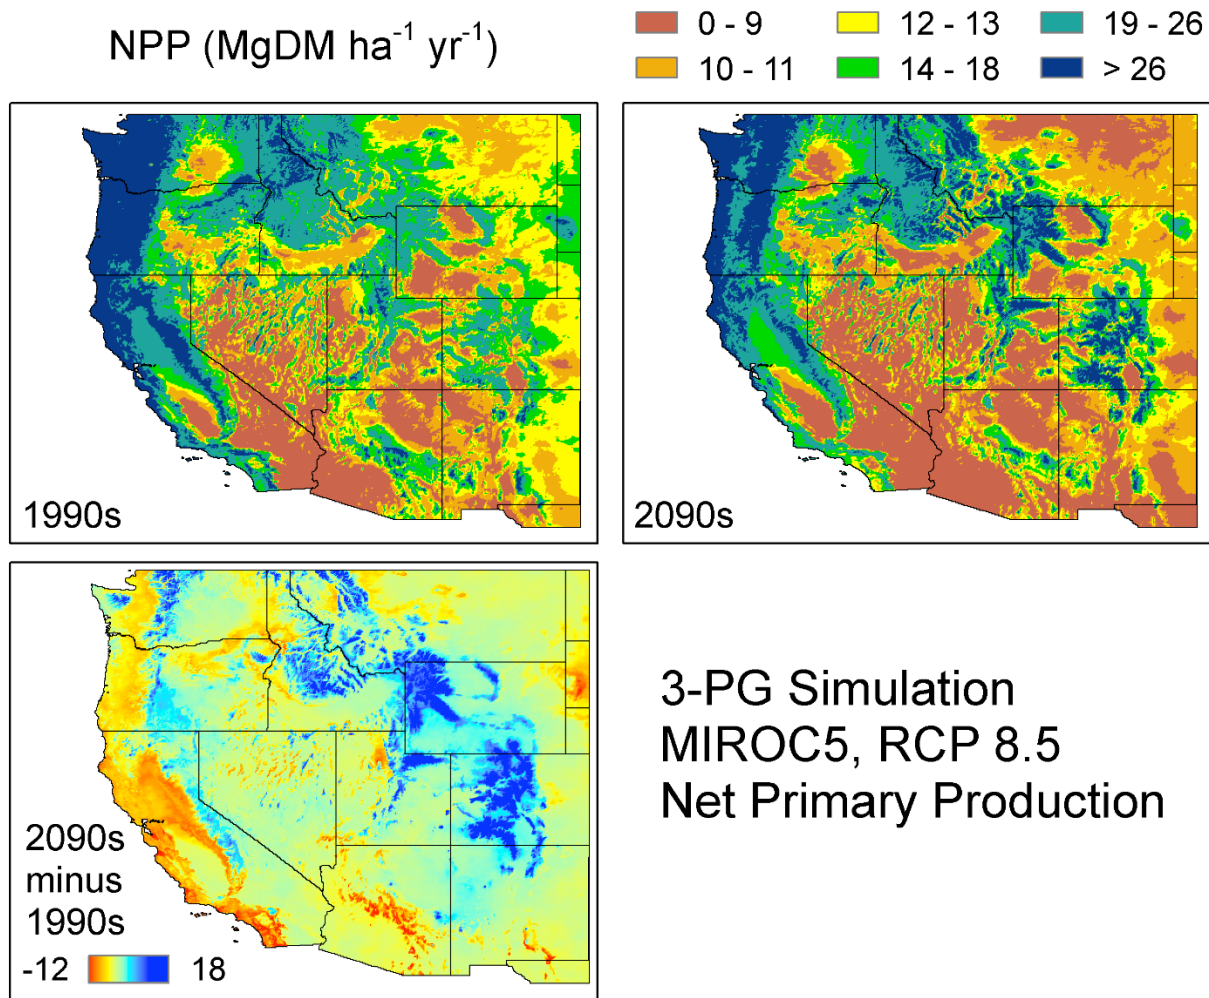 NPP (MgDM ha⁻¹ yr⁻¹)
0 - 9
12 - 13
19 - 26
10 - 11
14 - 18
> 26
1990s
2090s
2090s
minus
1990s
-12
18
3-PG Simulation
MIROC5, RCP 8.5
Net Primary Production